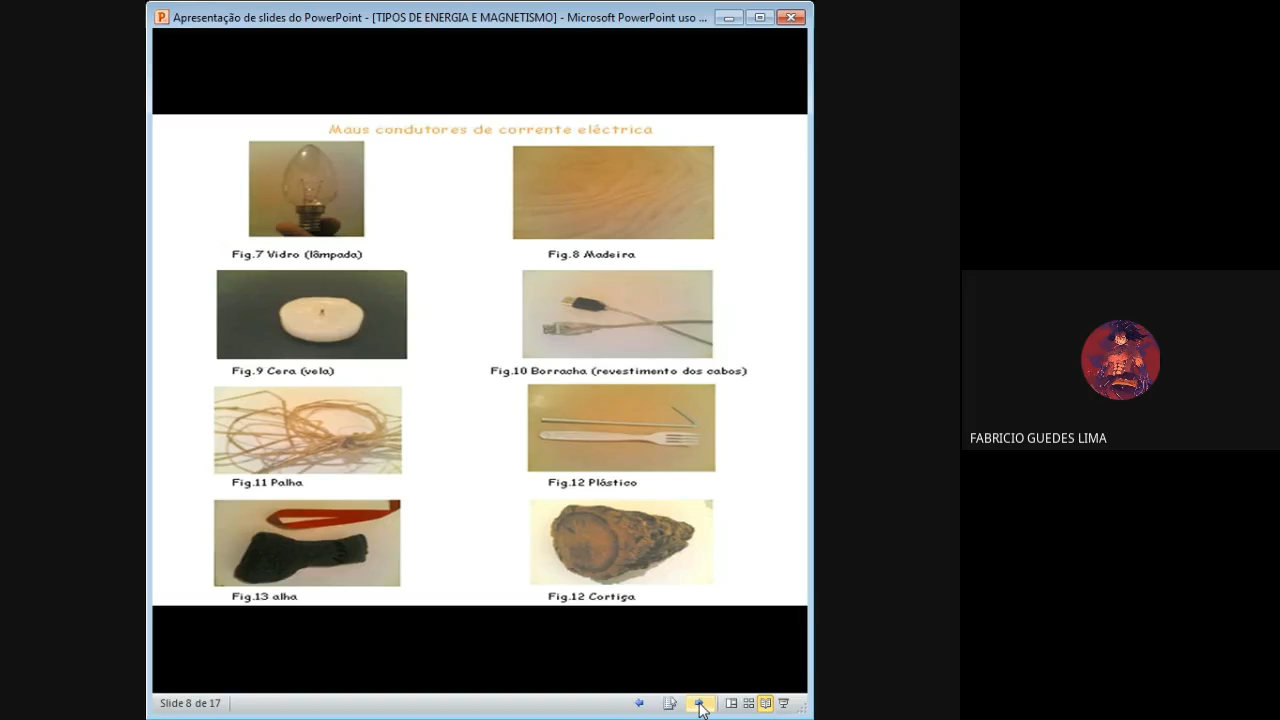 Apresentação de slides do PowerPoint - [TIPOS DE ENERGIA E MAGNETISMO] - Microsoft PowerPoint uso ...
Maus condutores de corrente eléctrica
Fig.7 Vidro (lâmpada)
Fig.8 Madeira
Fig.9 Cera (vela)
Fig.10 Borracha (revestimento dos cabos)
Fig.11 Palha
Fig.12 Plástico
Fig.13 alha
Fig.12 Cortiça
Slide 8 de 17
FABRICIO GUEDES LIMA